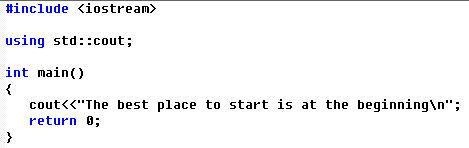 #include <iostream>
using std::cout;
int main()
{
cout<<"The best place to start is at the beginning\n";
return 0;
}